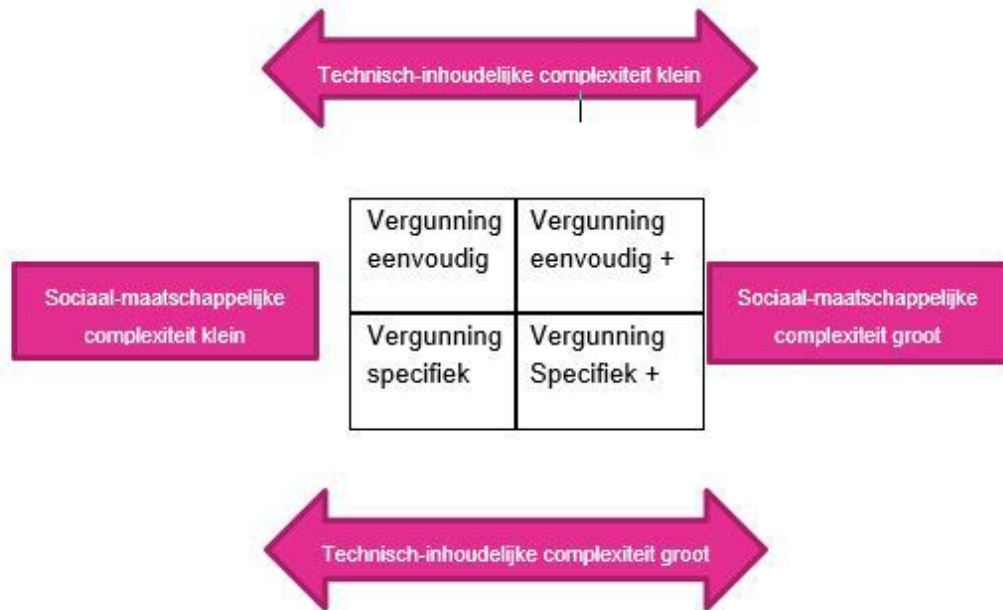 Technisch-inhoudelijke complexiteit klein
Vergunning
eenvoudig
Vergunning
eenvoudig +
Sociaal-maatschappelijke
complexiteit klein
Sociaal-maatschappelijke
complexiteit groot
Vergunning
specifiek
Vergunning
Specifiek +
Technisch-inhoudelijke complexiteit groot